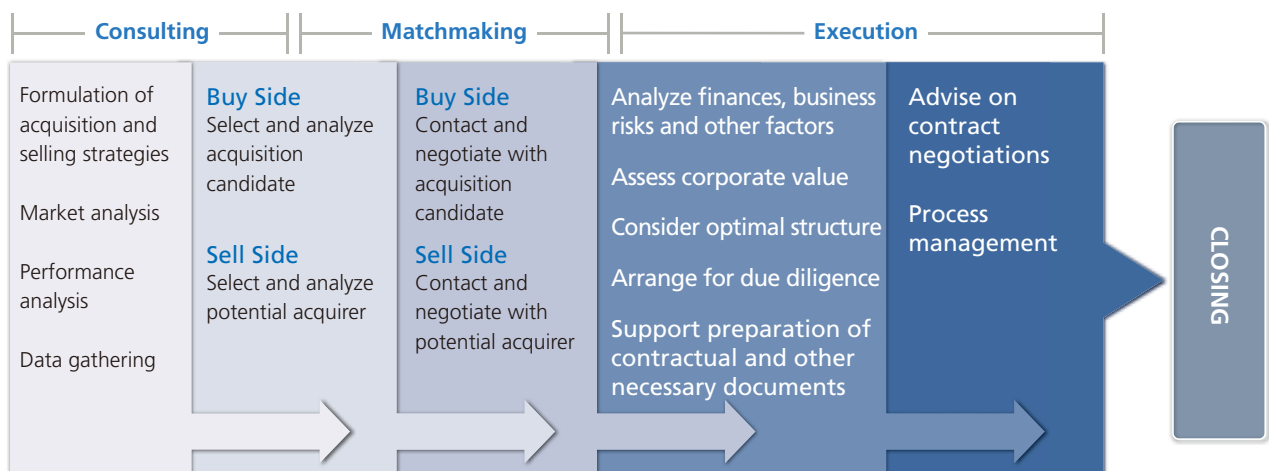 Consulting
Matchmaking
Execution
Formulation of
acquisition and
selling strategies
Market analysis
Performance
analysis
Data gathering
Buy Side
Select and analyze
acquisition
candidate
Sell Side
Select and analyze
potential acquirer
Buy Side
Contact and
negotiate with
acquisition
candidate
Sell Side
Contact and
negotiate with
potential acquirer
Analyze finances, business
risks and other factors
Assess corporate value
Consider optimal structure
Arrange for due diligence
Support preparation of
contractual and other
necessary documents
Advise on
contract
negotiations
Process
management
CLOSING